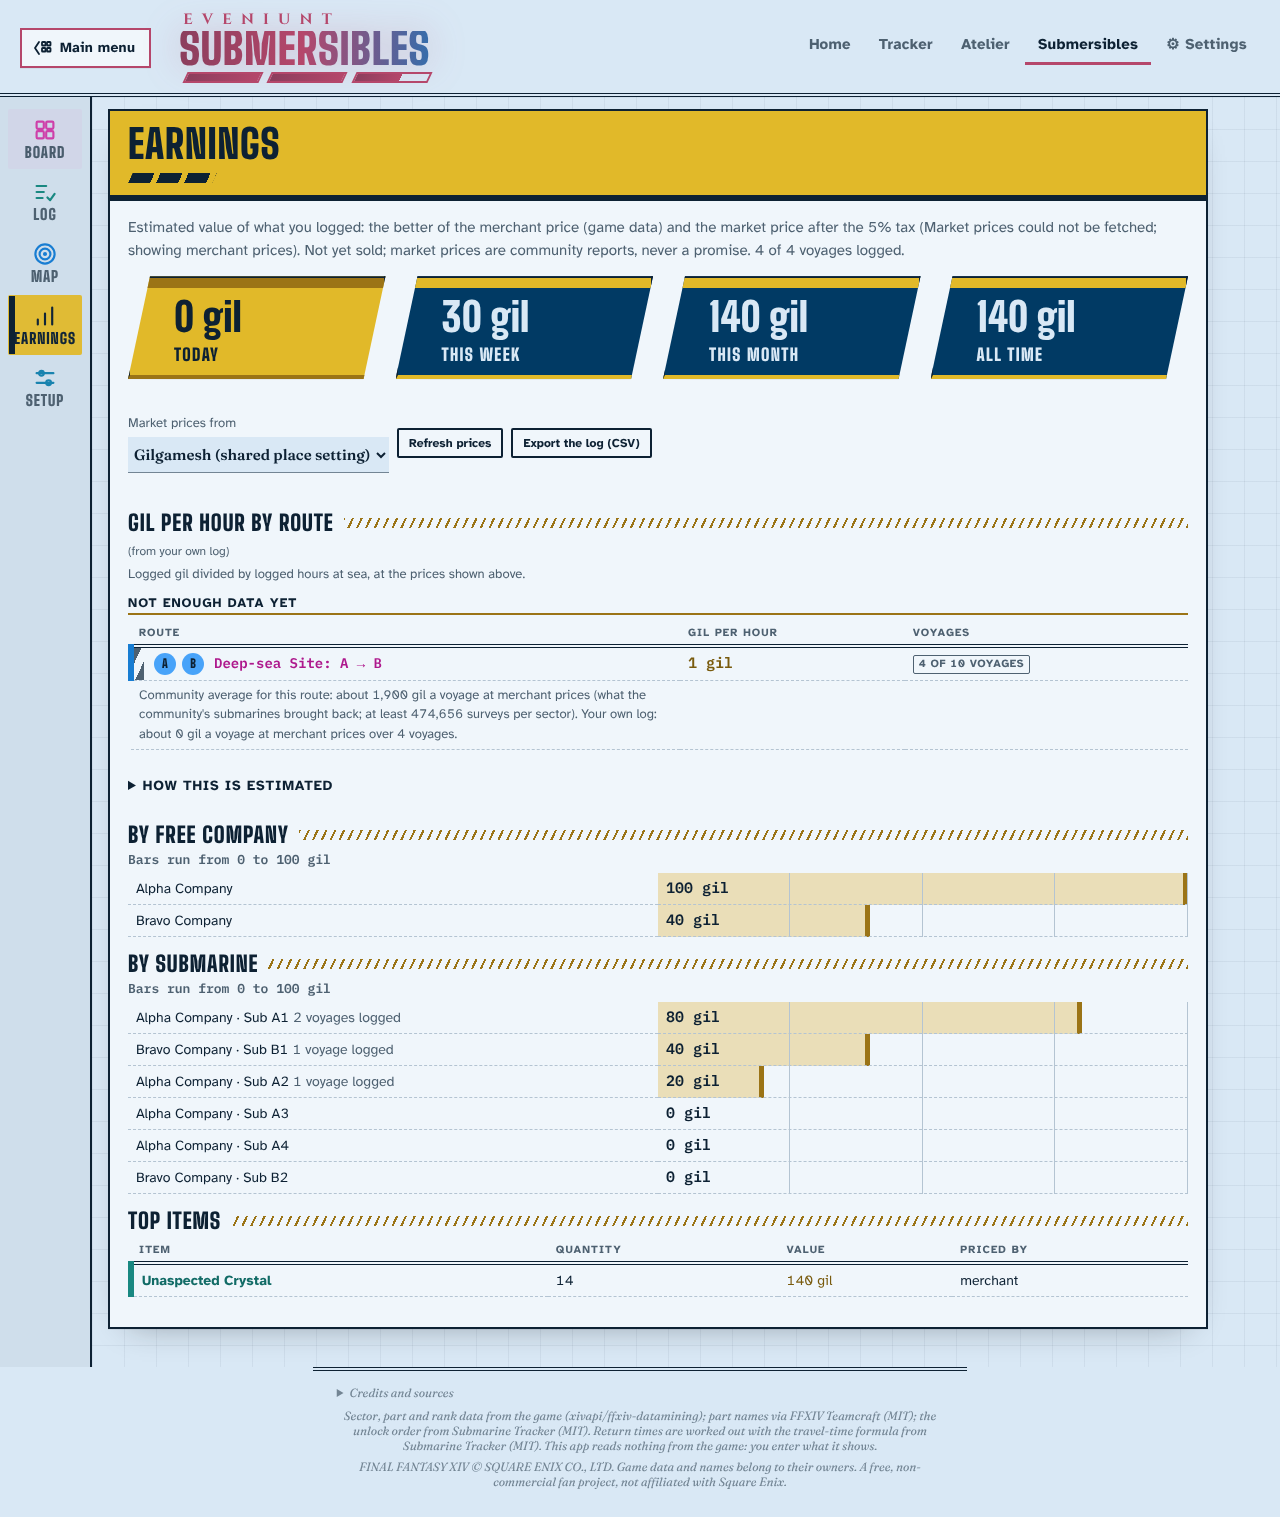 Main menu
EVENIUNT
SUBMERSIBLES
Home
Tracker
Atelier
Submersibles
⚙ Settings
BOARD
LOG
MAP
EARNINGS
SETUP
EARNINGS
Estimated value of what you logged: the better of the merchant price (game data) and the market price after the 5% tax (Market prices could not be fetched;
showing merchant prices). Not yet sold; market prices are community reports, never a promise. 4 of 4 voyages logged.
0 gil
TODAY
30 gil
THIS WEEK
140 gil
THIS MONTH
140 gil
ALL TIME
Market prices from
Gilgamesh (shared place setting)
Refresh prices
Export the log (CSV)
GIL PER HOUR BY ROUTE
(from your own log)
Logged gil divided by logged hours at sea, at the prices shown above.
NOT ENOUGH DATA YET
ROUTE GIL PER HOUR VOYAGES
A B Deep-sea Site: A → B 1 gil 4 OF 10 VOYAGES
Community average for this route: about 1,900 gil a voyage at merchant prices (what the
community's submarines brought back; at least 474,656 surveys per sector). Your own log:
about 0 gil a voyage at merchant prices over 4 voyages.
▶ HOW THIS IS ESTIMATED
BY FREE COMPANY
Bars run from 0 to 100 gil
Alpha Company 100 gil
Bravo Company 40 gil
BY SUBMARINE
Bars run from 0 to 100 gil
Alpha Company · Sub A1 2 voyages logged 80 gil
Bravo Company · Sub B1 1 voyage logged 40 gil
Alpha Company · Sub A2 1 voyage logged 20 gil
Alpha Company · Sub A3 0 gil
Alpha Company · Sub A4 0 gil
Bravo Company · Sub B2 0 gil
TOP ITEMS
ITEM QUANTITY VALUE PRICED BY
Unaspected Crystal 14 140 gil merchant
▶ Credits and sources
Sector, part and rank data from the game (xivapi/ffxiv-datamining); part names via FFXIV Teamcraft (MIT); the
unlock order from Submarine Tracker (MIT). Return times are worked out with the travel-time formula from
Submarine Tracker (MIT). This app reads nothing from the game: you enter what it shows.
FINAL FANTASY XIV © SQUARE ENIX CO., LTD. Game data and names belong to their owners. A free, non-
commercial fan project, not affiliated with Square Enix.